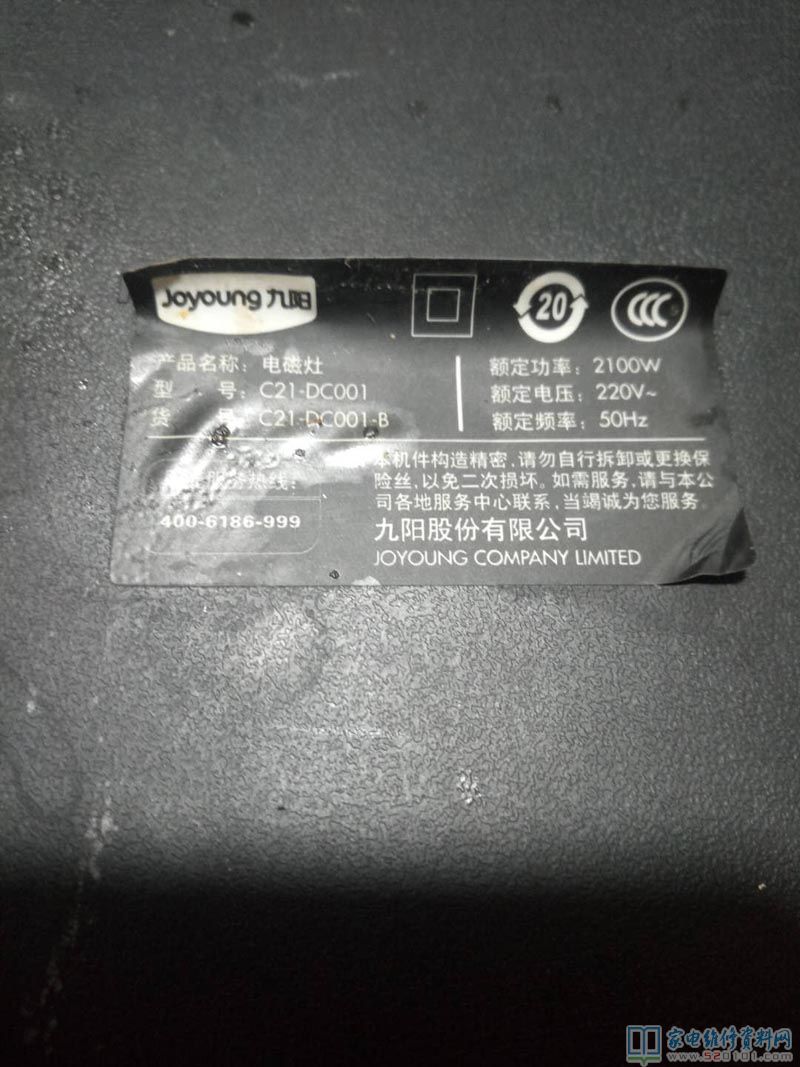 Joyoung 九阳
20
CCC
产品名称：电磁灶
型 号：C21-DC001
货 号：C21-DC001-B
额定功率：2100W
额定电压：220V~
额定频率：50Hz
服务热线：
400-6186-999
本机件构造精密，请勿自行拆卸或更换保
险丝，以免二次损坏。如需服务，请与本公
司各地服务中心联系，当竭诚为您服务。
九阳股份有限公司
JOYOUNG COMPANY LIMITED
家电维修资料网
www.520101.com